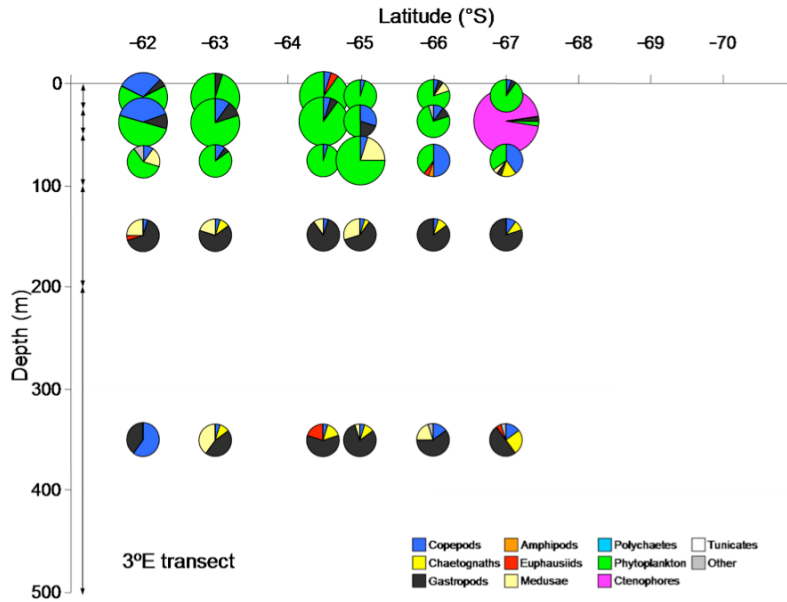 Latitude (°S)
-62 -63 -64 -65 -66 -67 -68 -69 -70
0
100
200
300
400
500
Depth (m)
3ºE transect
Copepods Amphipods Polychaetes Tunicates
Chaetognaths Euphausiids Phytoplankton Other
Gastropods Medusae Ctenophores